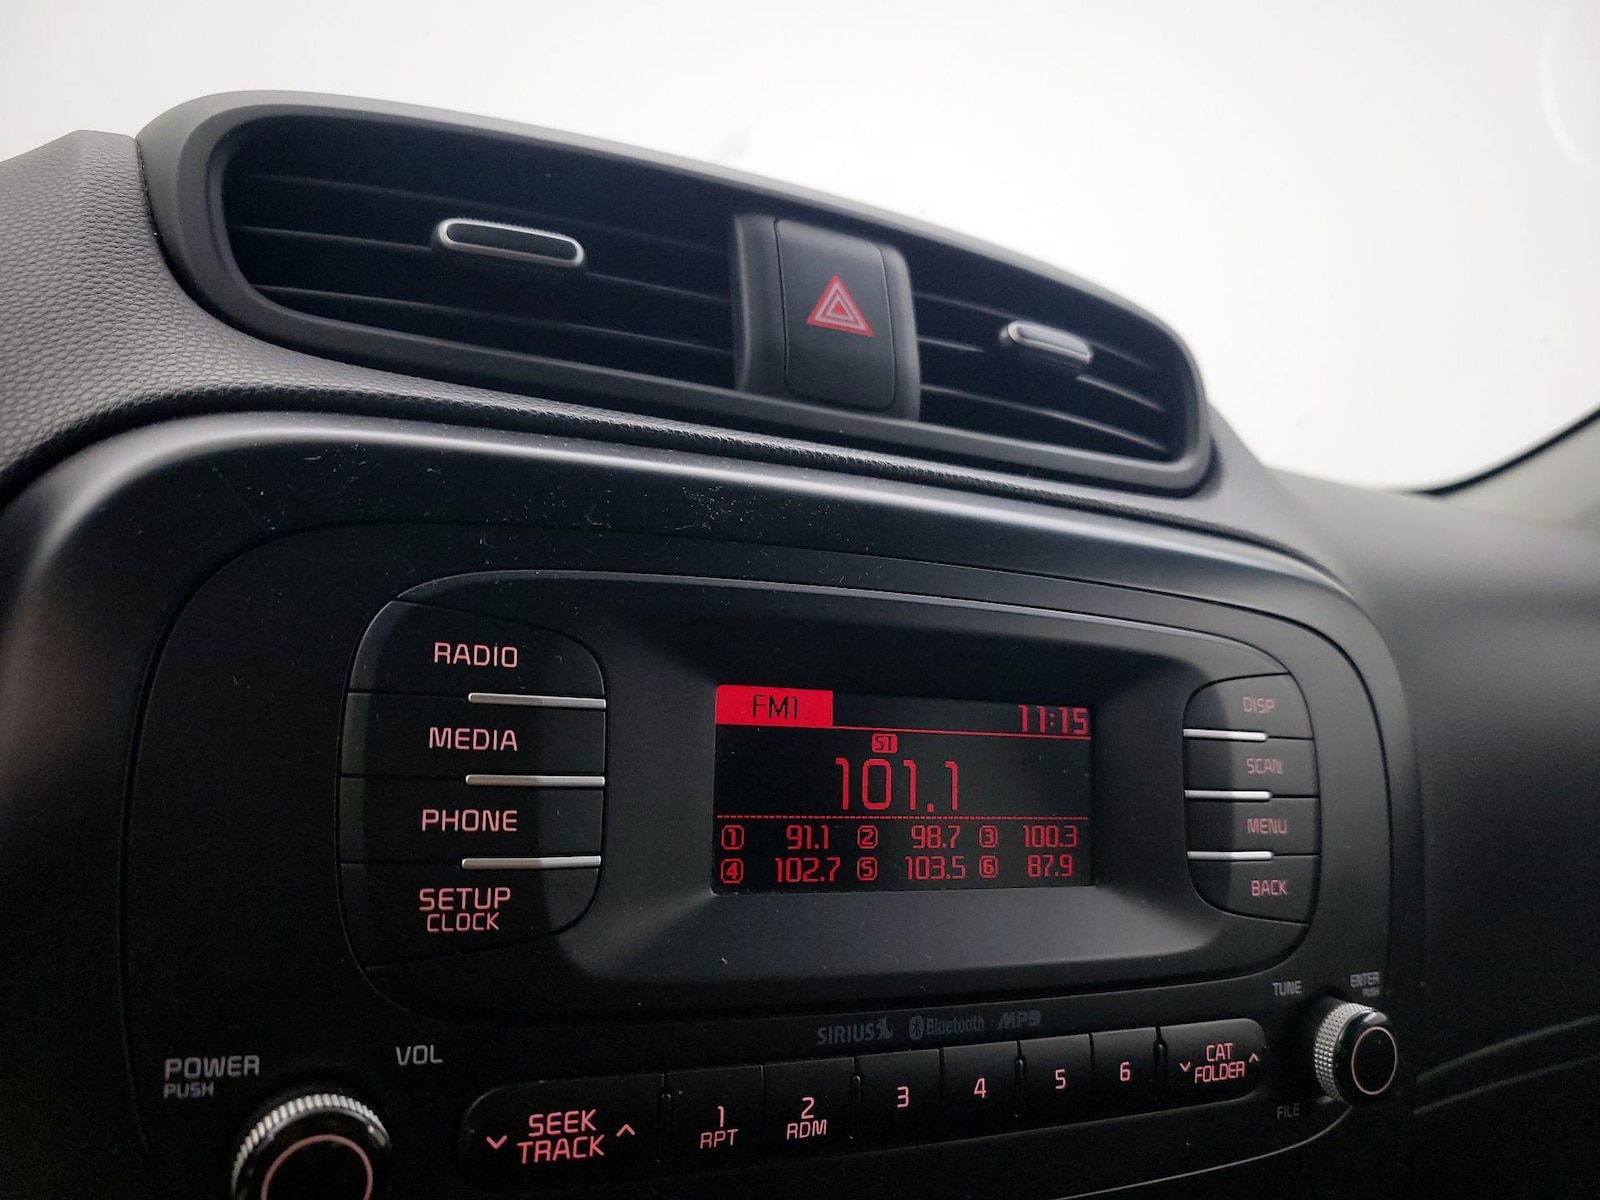 RADIO
MEDIA
PHONE
SETUP
CLOCK
FM1 11:15
ST
101.1
1 91.1 2 98.7 3 100.3
4 102.7 5 103.5 6 87.9
DISP
SCAN
MENU
BACK
TUNE
ENTER
PUSH
SIRIUS Bluetooth MP3
POWER
PUSH
VOL
SEEK
TRACK
1
RPT
2
RDM
3
4
5
6
CAT
FOLDER
FILE